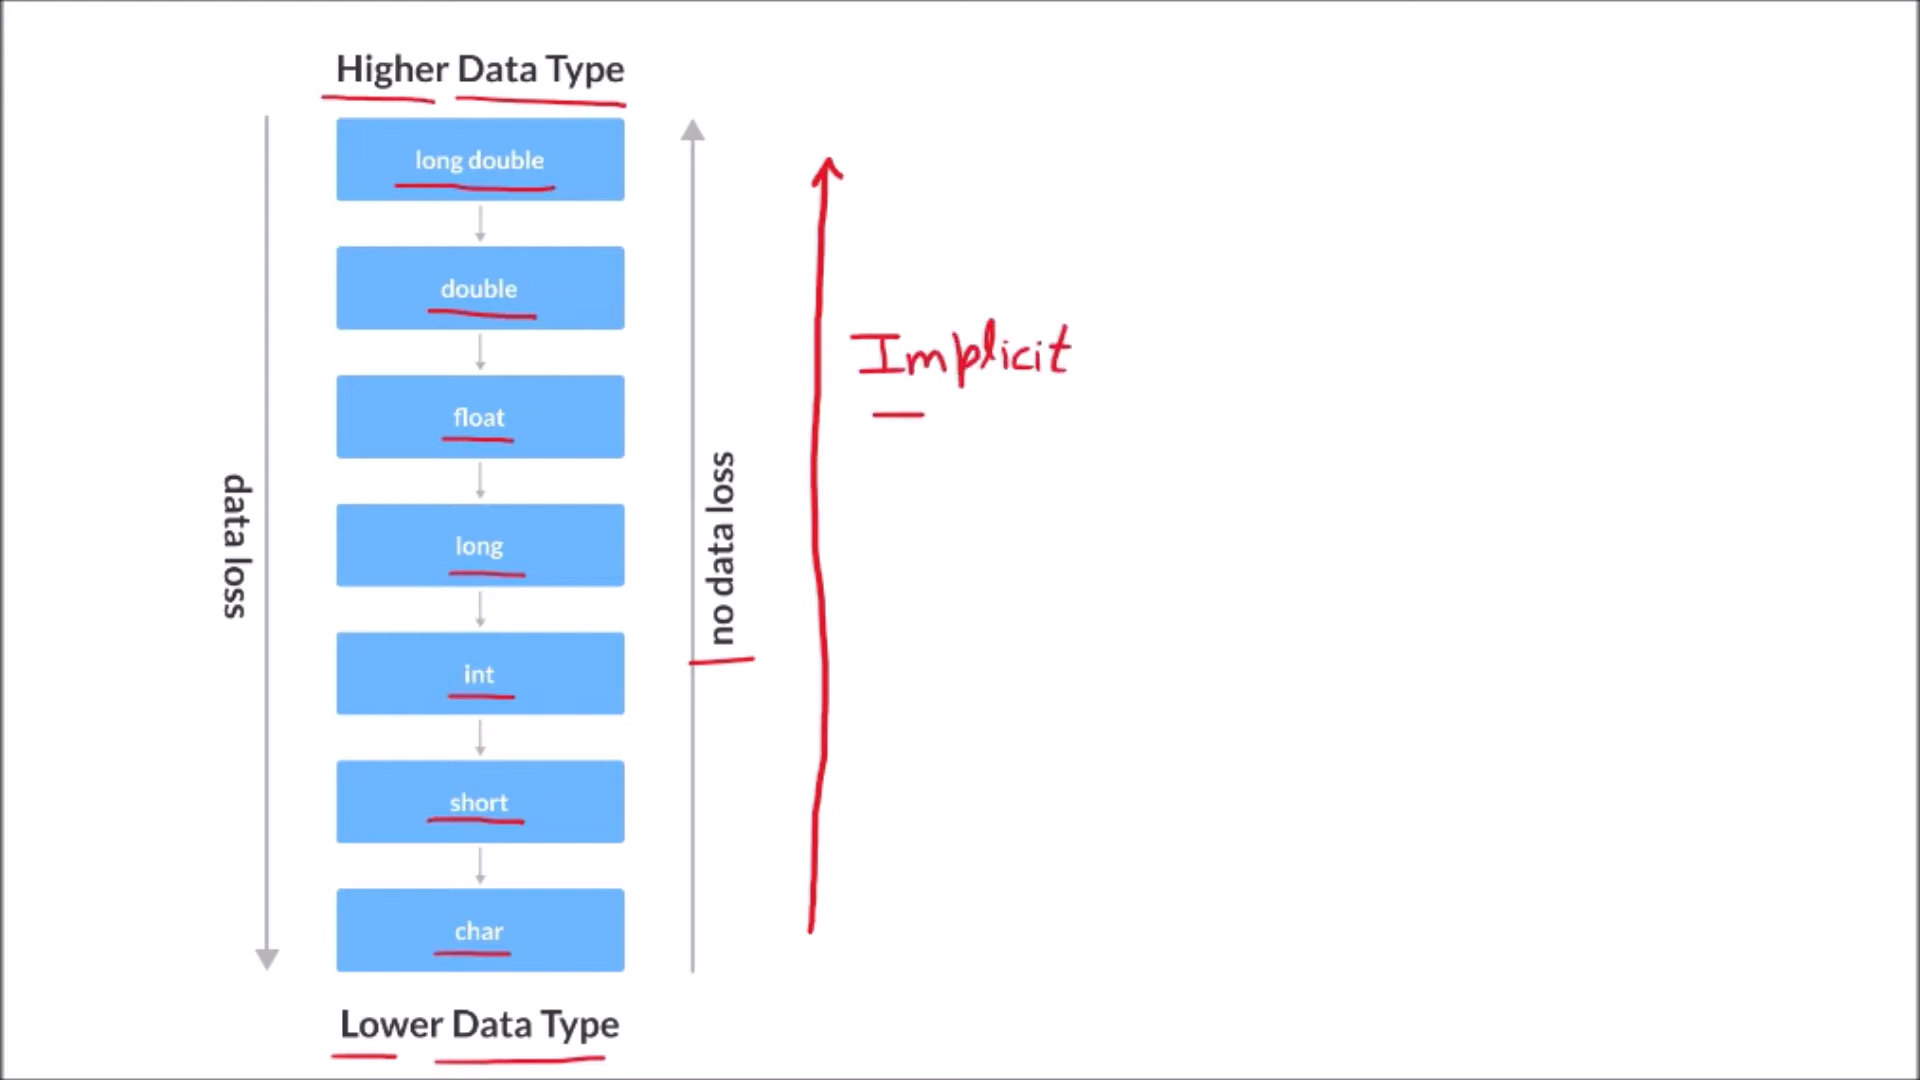 Higher Data Type
long double
double
Implicit
float
long
data loss
no data loss
int
short
char
Lower Data Type